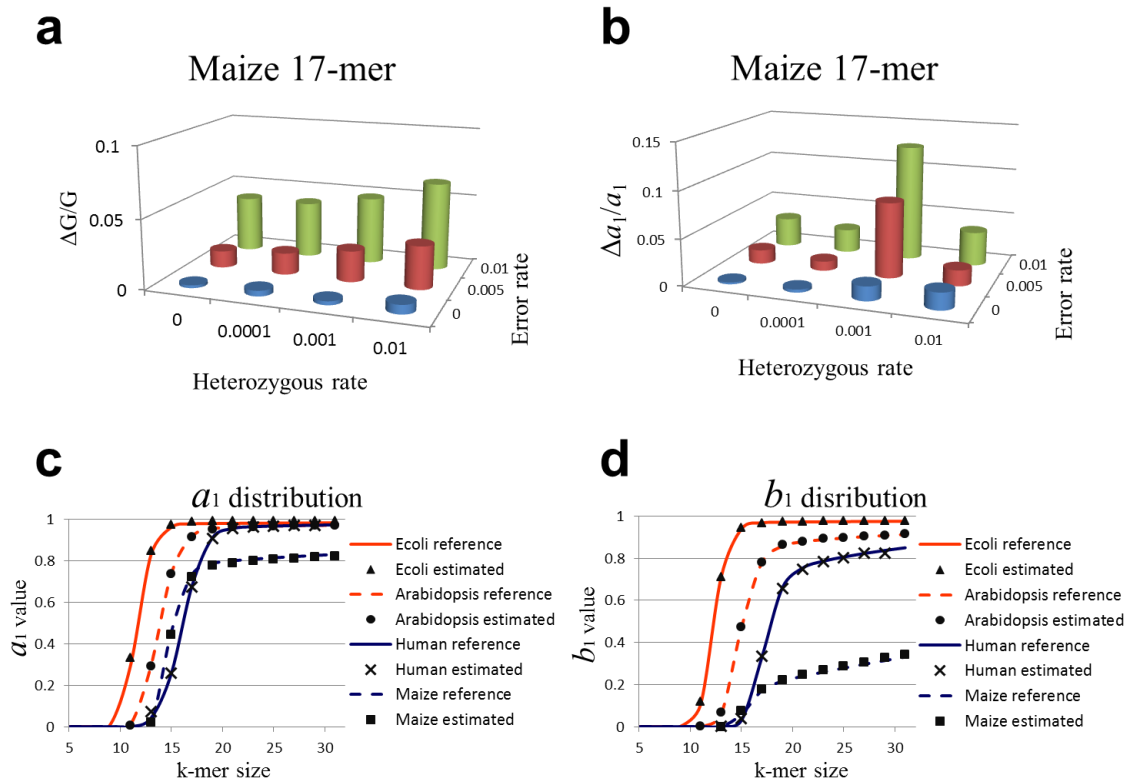 a
Maize 17-mer
0.1
0.05
0
ΔG/G
0
0.0001
0.001
0.01
Heterozygous rate
0.01
0.005
0
Error rate
b
Maize 17-mer
0.15
0.1
0.05
0
Δa1/a1
0
0.0001
0.001
0.01
Heterozygous rate
0.01
0.005
0
Error rate
c
a1 distribution
1
0.8
0.6
0.4
0.2
0
a1 value
5 10 15 20 25 30
k-mer size
Ecoli reference
Ecoli estimated
Arabidopsis reference
Arabidopsis estimated
Human reference
Human estimated
Maize reference
Maize estimated
d
b1 disribution
1
0.8
0.6
0.4
0.2
0
b1 value
5 10 15 20 25 30
k-mer size
Ecoli reference
Ecoli estimated
Arabidopsis reference
Arabidopsis estimated
Human reference
Human estimated
Maize reference
Maize estimated